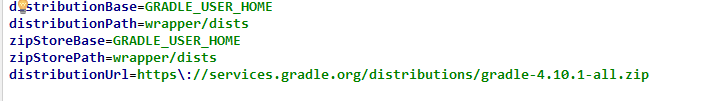 distributionBase=GRADLE_USER_HOME
distributionPath=wrapper/dists
zipStoreBase=GRADLE_USER_HOME
zipStorePath=wrapper/dists
distributionUrl=https\://services.gradle.org/distributions/gradle-4.10.1-all.zip